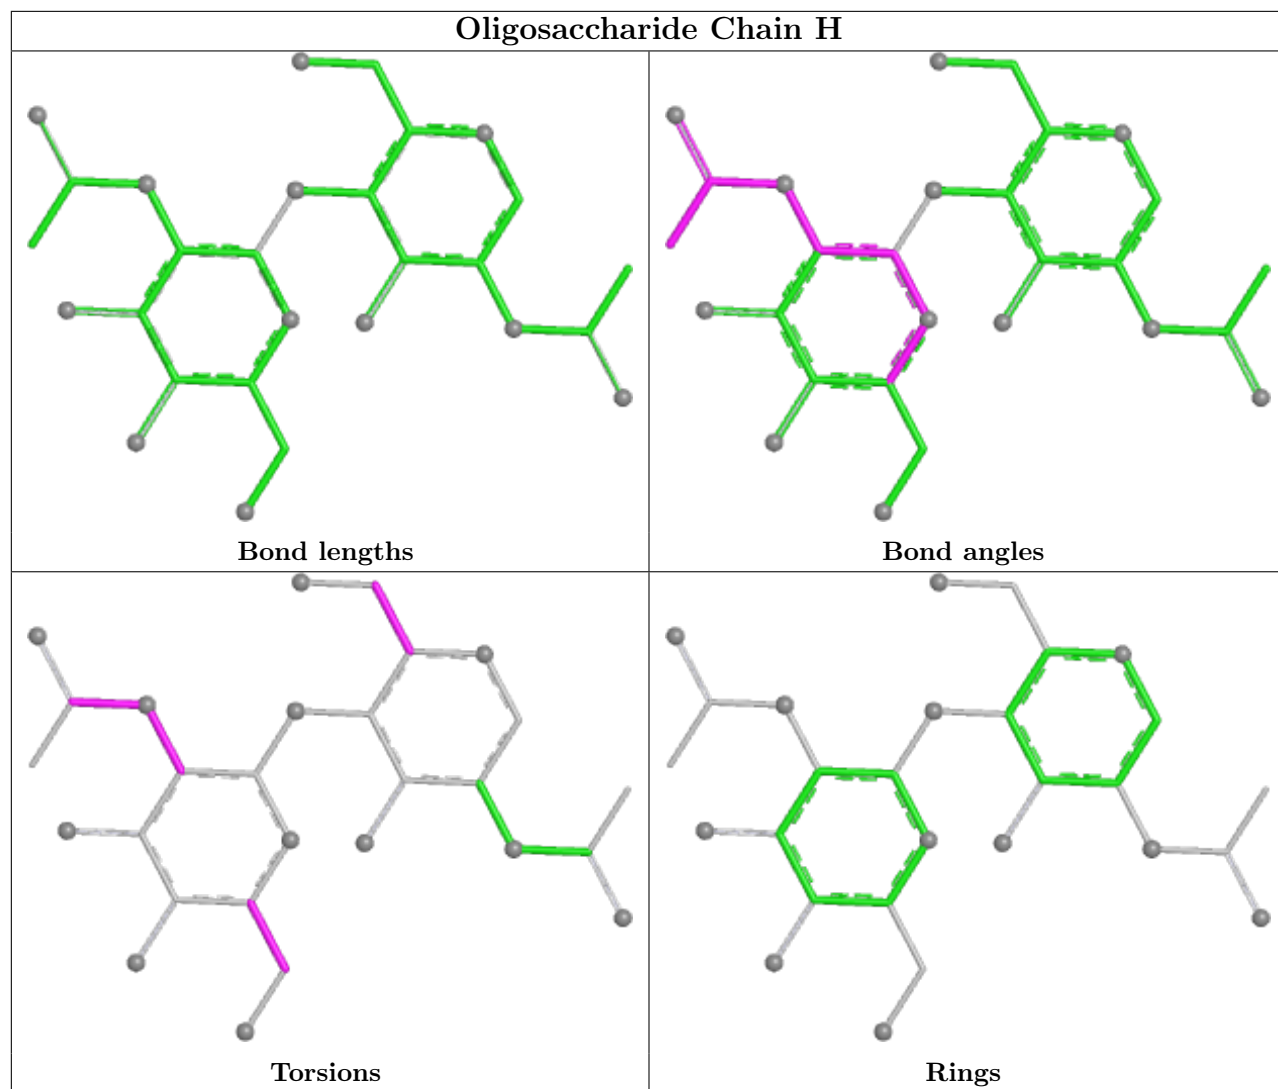 Oligosaccharide Chain H
Bond lengths
Bond angles
Torsions
Rings